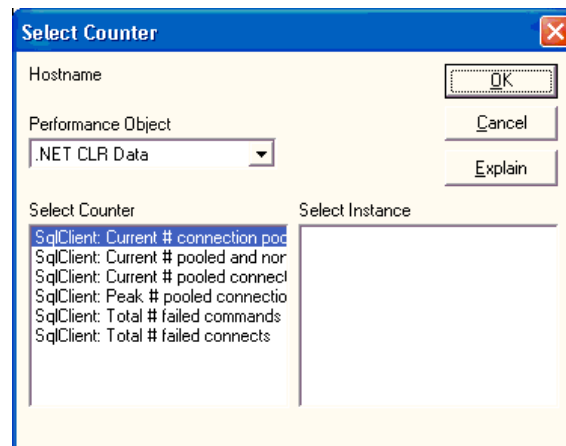 Select Counter
Hostname
OK
Performance Object
Cancel
.NET CLR Data
Explain
Select Counter
Select Instance
SqlClient: Current # connection poo
SqlClient: Current # pooled and nor
SqlClient: Current # pooled connect
SqlClient: Peak # pooled connectio
SqlClient: Total # failed commands
SqlClient: Total # failed connects